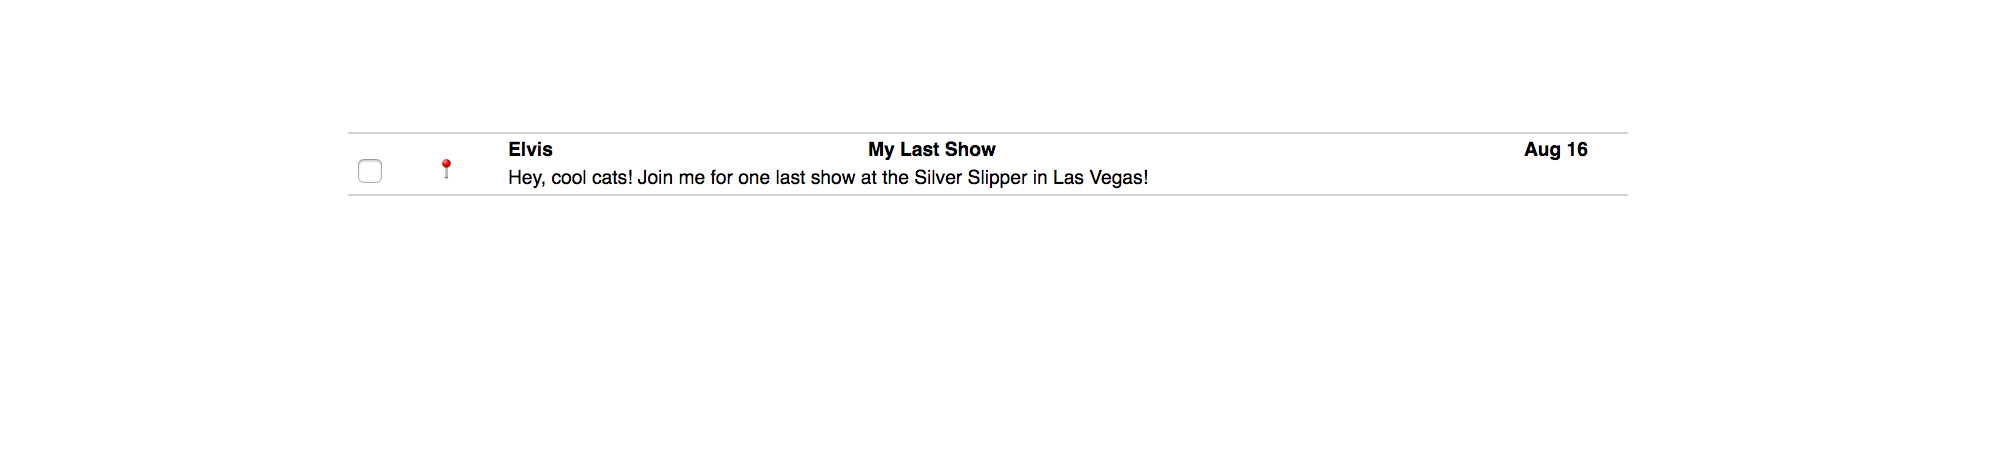 Elvis My Last Show Aug 16
Hey, cool cats! Join me for one last show at the Silver Slipper in Las Vegas!